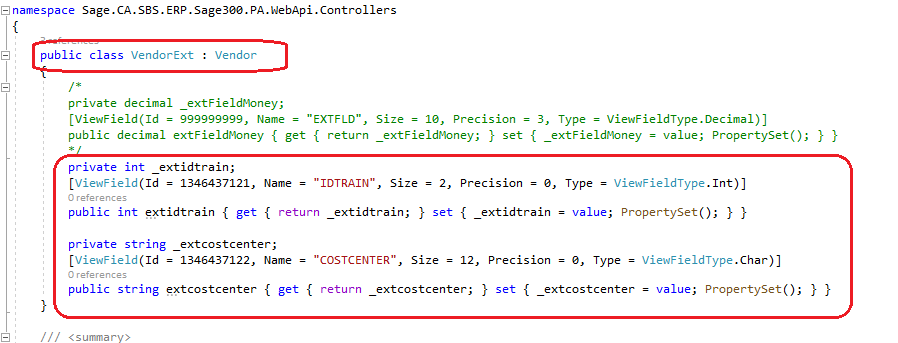 namespace Sage.CA.SBS.ERP.Sage300.PA.WebApi.Controllers
{
references
public class VendorExt : Vendor
{
/*
private decimal _extFieldMoney;
[ViewField(Id = 999999999, Name = "EXTFLD", Size = 10, Precision = 3, Type = ViewFieldType.Decimal)]
public decimal extFieldMoney { get { return _extFieldMoney; } set { _extFieldMoney = value; PropertySet(); } }
*/
private int _extidtrain;
[ViewField(Id = 1346437121, Name = "IDTRAIN", Size = 2, Precision = 0, Type = ViewFieldType.Int)]
0 references
public int extidtrain { get { return _extidtrain; } set { _extidtrain = value; PropertySet(); } }
private string _extcostcenter;
[ViewField(Id = 1346437122, Name = "COSTCENTER", Size = 12, Precision = 0, Type = ViewFieldType.Char)]
0 references
public string extcostcenter { get { return _extcostcenter; } set { _extcostcenter = value; PropertySet(); } }
}
/// <summary>